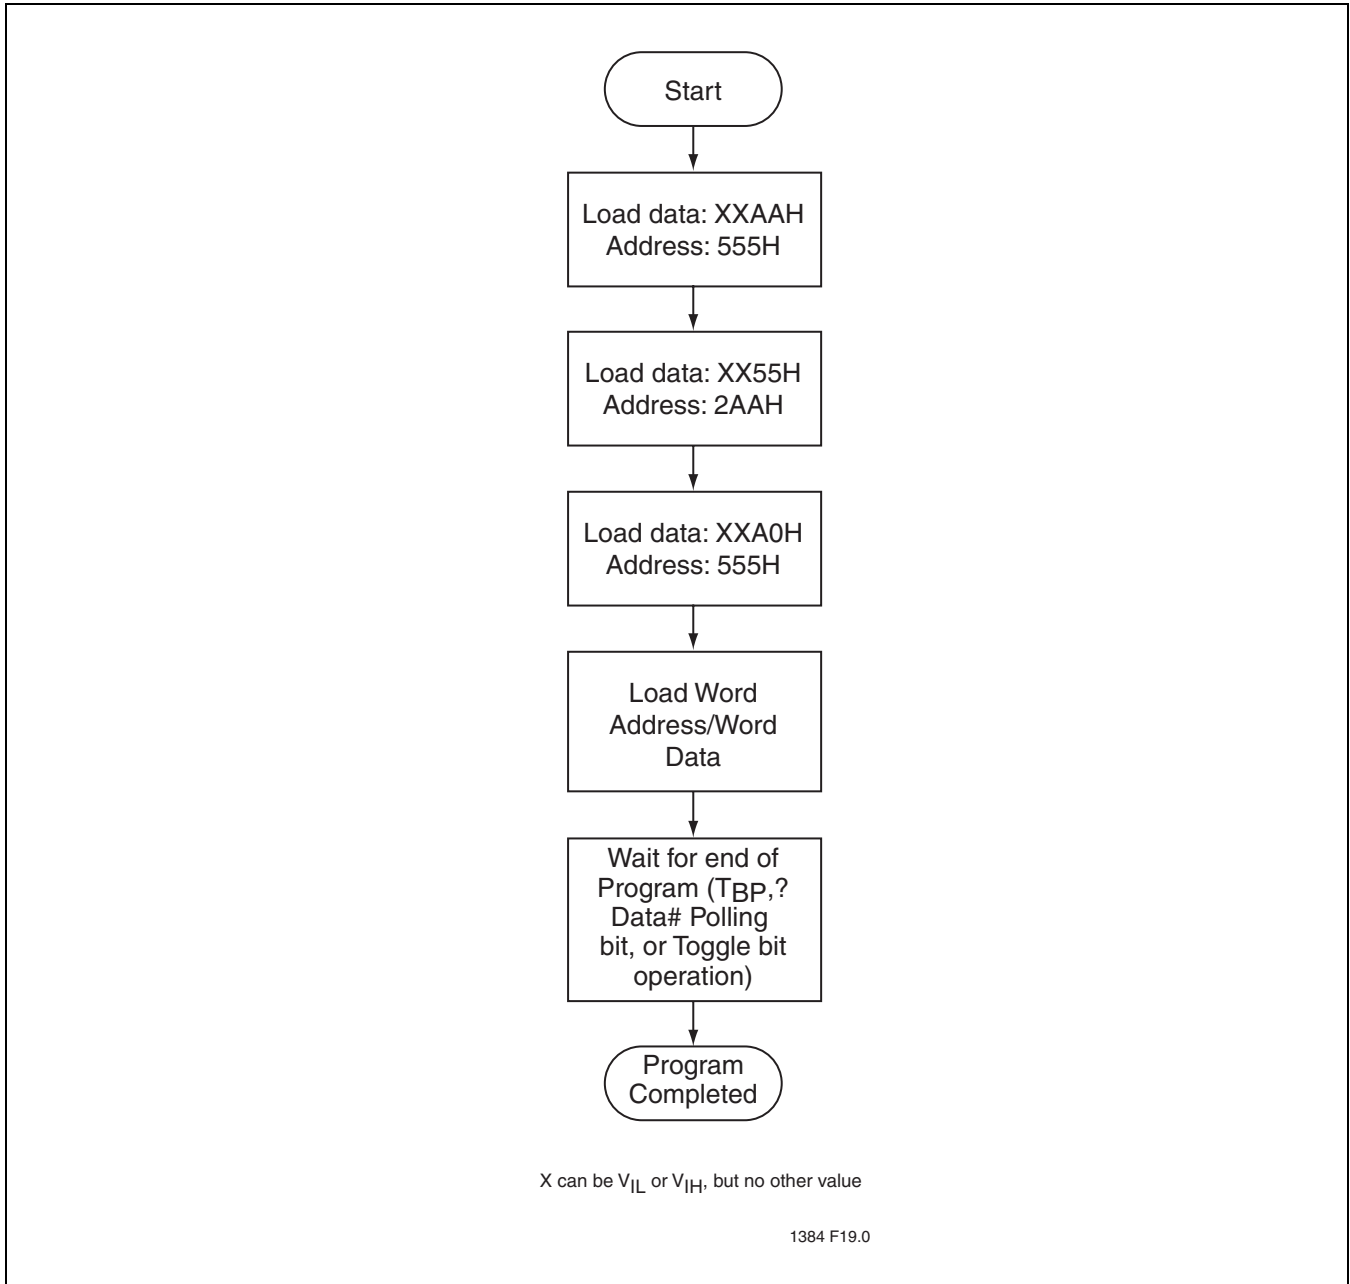 Start
Load data: XXAAH
Address: 555H
Load data: XX55H
Address: 2AAH
Load data: XXA0H
Address: 555H
Load Word
Address/Word
Data
Wait for end of
Program (TBP,?
Data# Polling
bit, or Toggle bit
operation)
Program
Completed
X can be VIL or VIH, but no other value
1384 F19.0